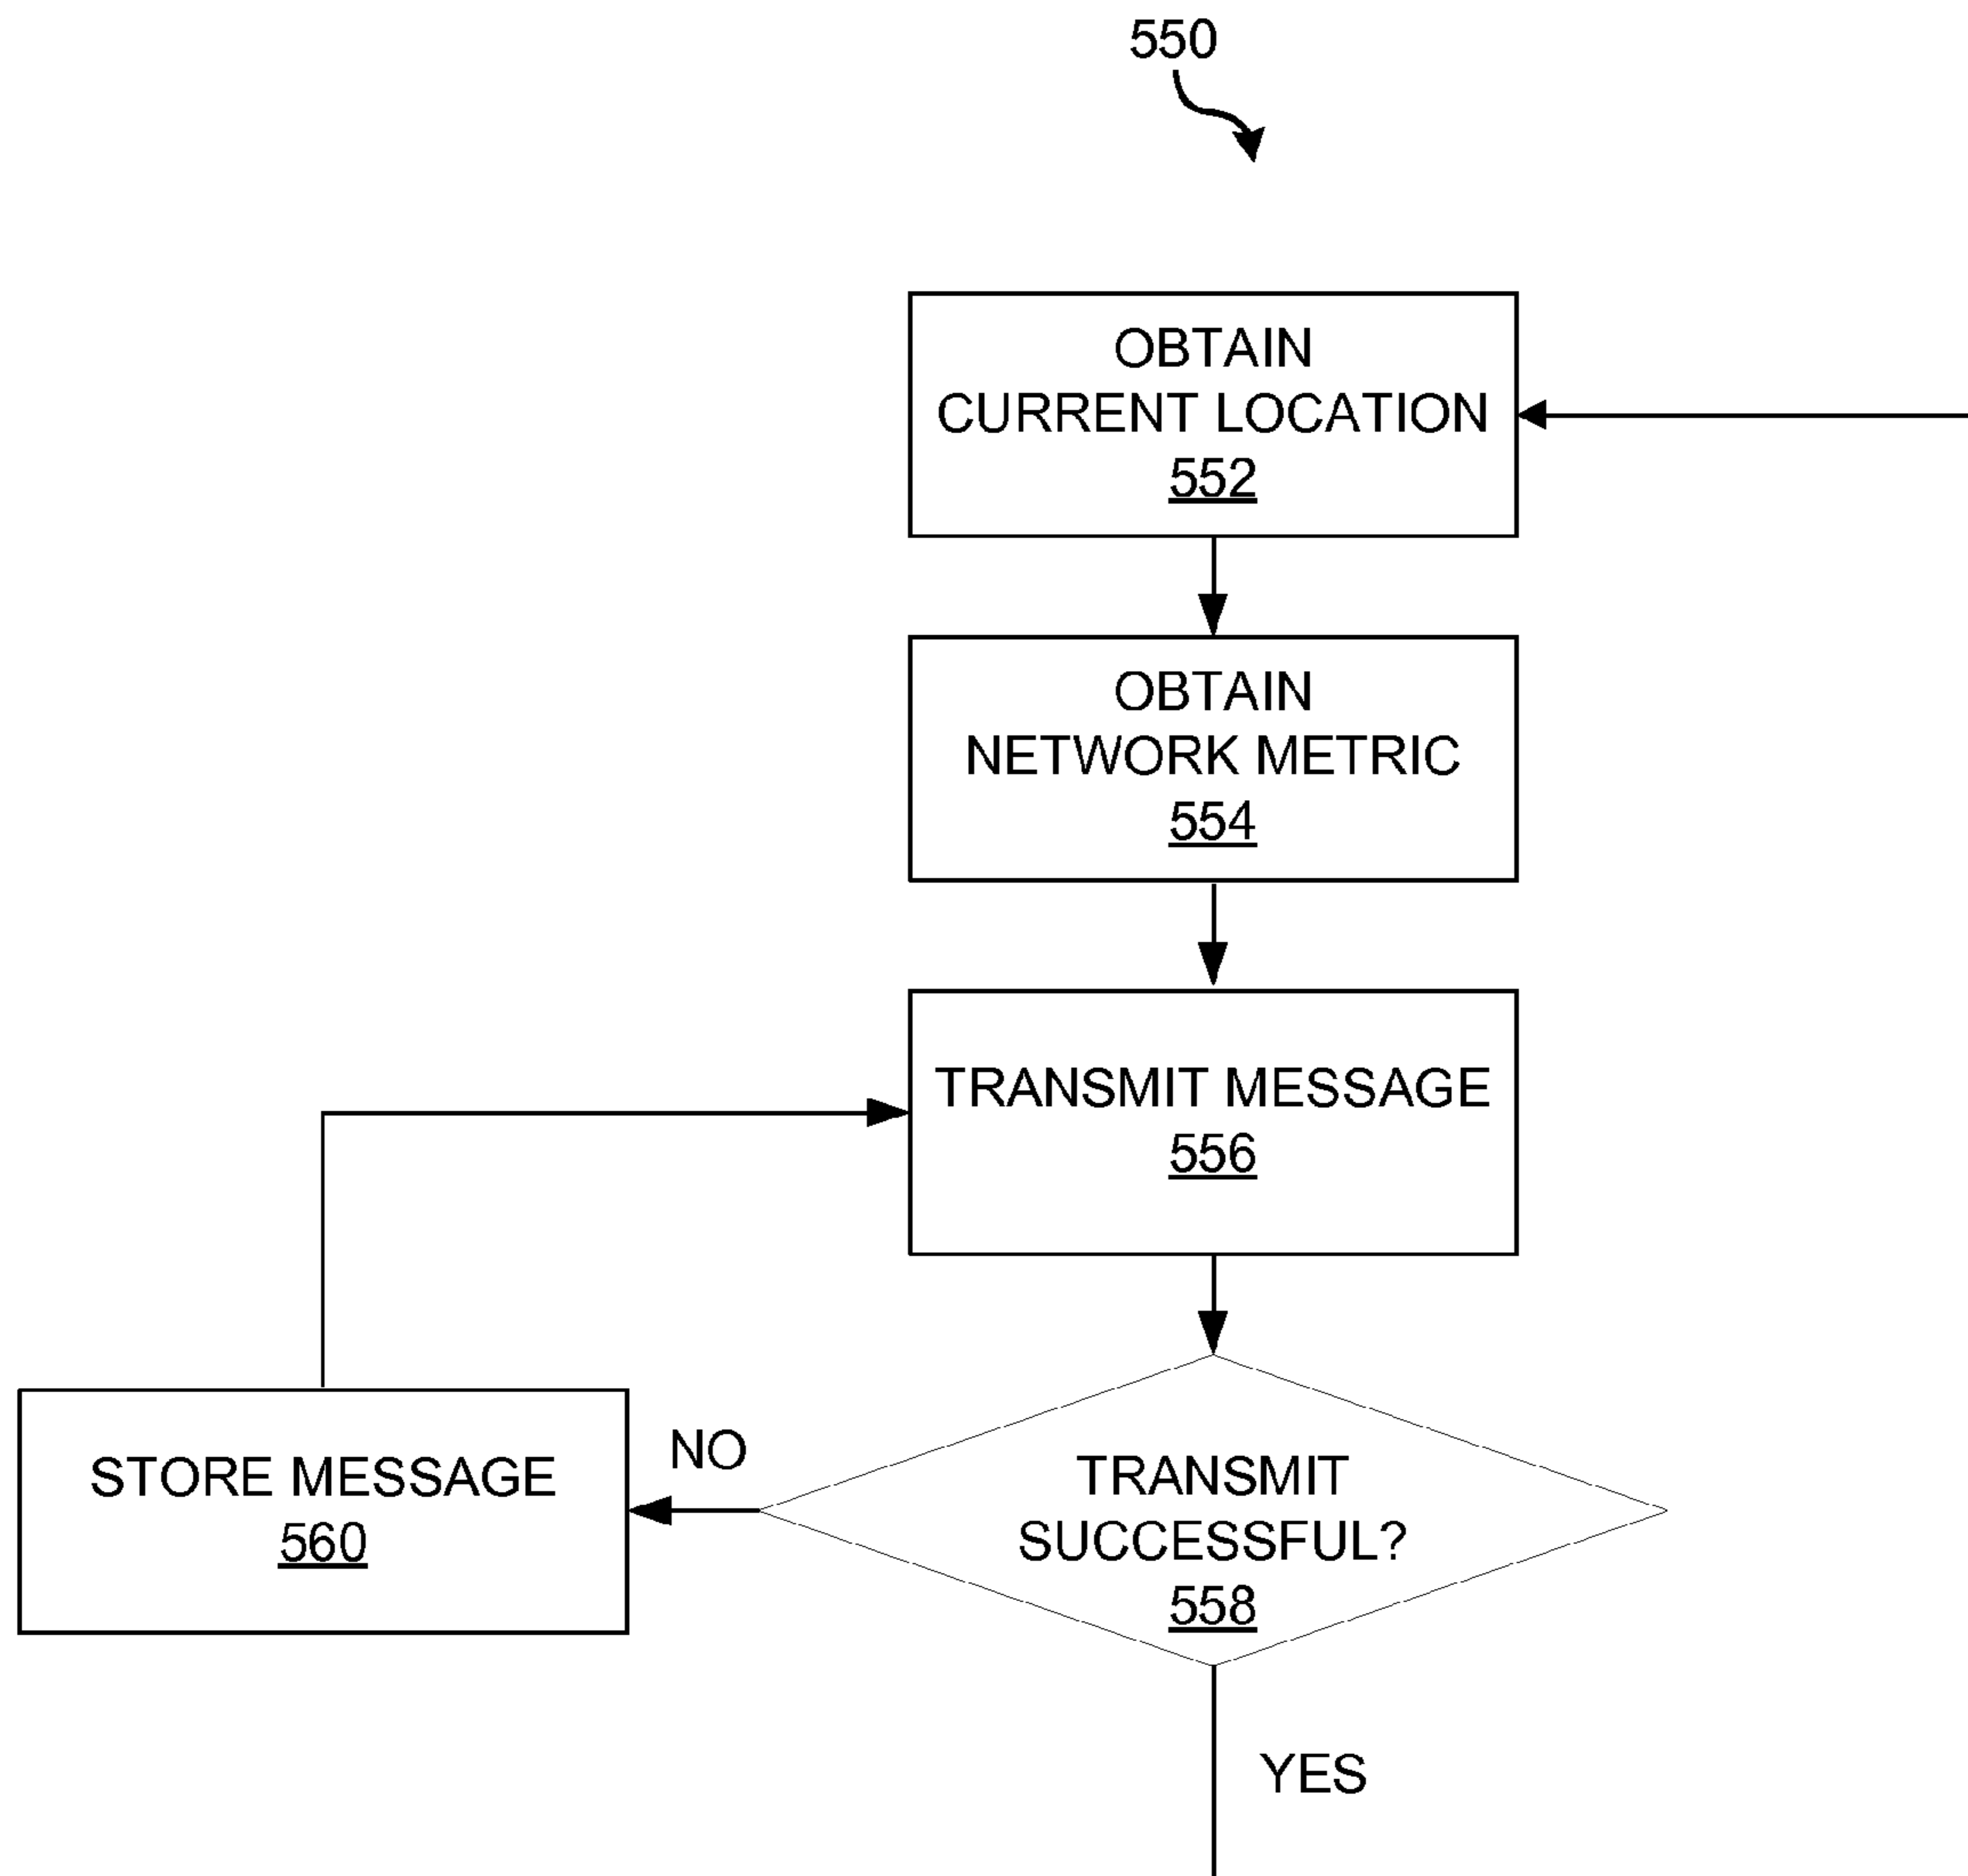 550
OBTAIN
CURRENT LOCATION
552
OBTAIN
NETWORK METRIC
554
TRANSMIT MESSAGE
556
STORE MESSAGE
560
NO
TRANSMIT
SUCCESSFUL?
558
YES